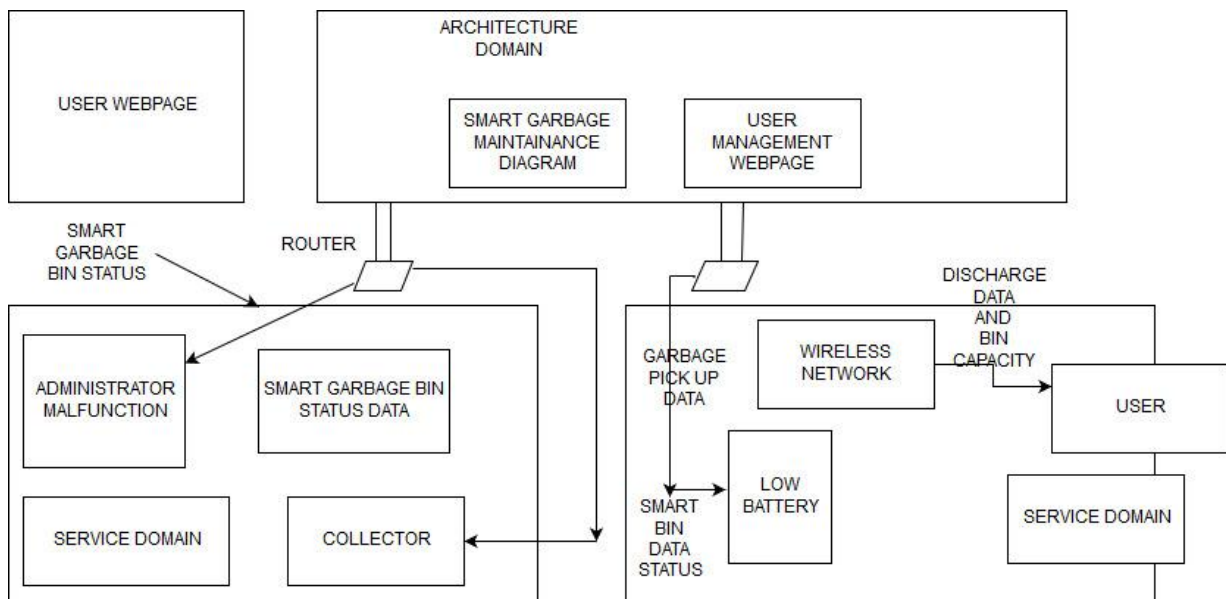 ARCHITECTURE
DOMAIN
USER WEBPAGE
SMART GARBAGE
MAINTAINANCE
DIAGRAM
USER
MANAGEMENT
WEBPAGE
SMART
GARBAGE
BIN STATUS
ROUTER
DISCHARGE
DATA
AND
BIN
CAPACITY
ADMINISTRATOR
MALFUNCTION
SMART GARBAGE BIN
STATUS DATA
SERVICE DOMAIN
COLLECTOR
GARBAGE
PICK UP
DATA
WIRELESS
NETWORK
USER
LOW
BATTERY
SMART
BIN
DATA
STATUS
SERVICE DOMAIN